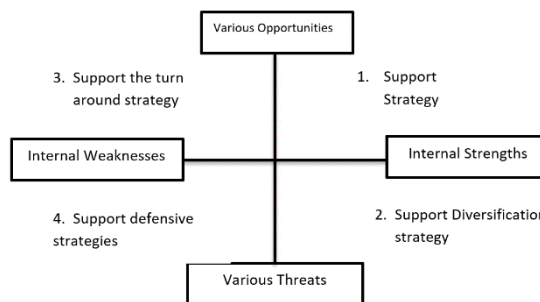 Various Opportunities
3. Support the turn
around strategy
1. Support
Strategy
Internal Weaknesses
Internal Strengths
4. Support defensive
strategies
2. Support Diversification
strategy
Various Threats